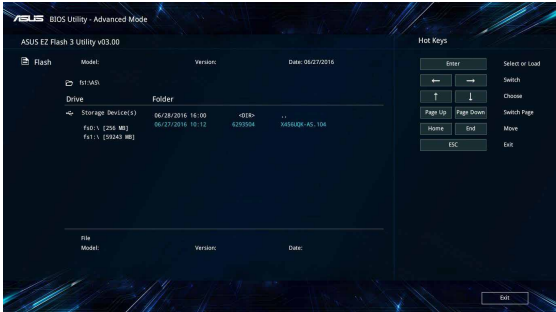 ASUS BIOS Utility - Advanced Mode
ASUS EZ Flash 3 Utility v03.00
Hot Keys
Flash Model: Version: Date: 06/27/2016
fs1:\AS\
Drive Folder
Storage Device(s) 06/28/2016 16:00 <DIR> ..
06/27/2016 10:12 6293504 X456UQK-AS.104
fs0:\ [256 MB]
fs1:\ [59243 MB]
File
Model: Version: Date:
Enter Select or Load
← → Switch
↑ ↓ Choose
Page Up Page Down Switch Page
Home End Move
ESC Exit
Exit